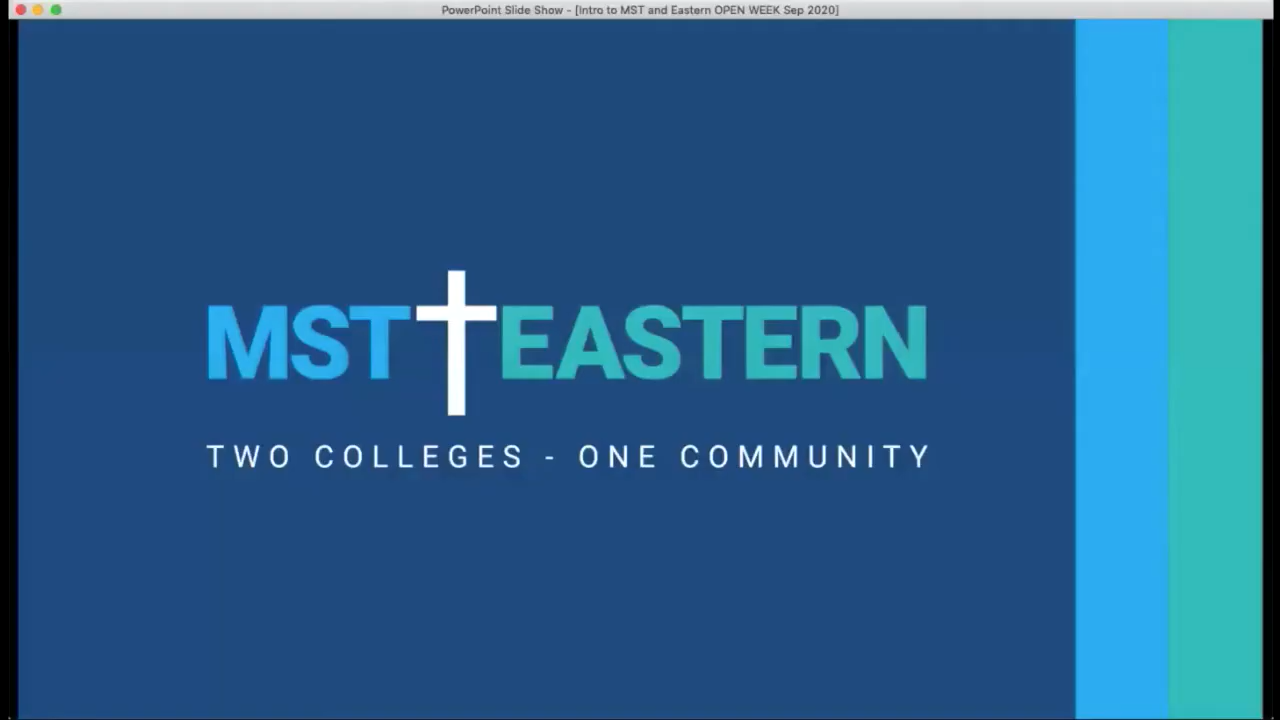 PowerPoint Slide Show - [Intro to MST and Eastern OPEN WEEK Sep 2020]
MST EASTERN
TWO COLLEGES - ONE COMMUNITY